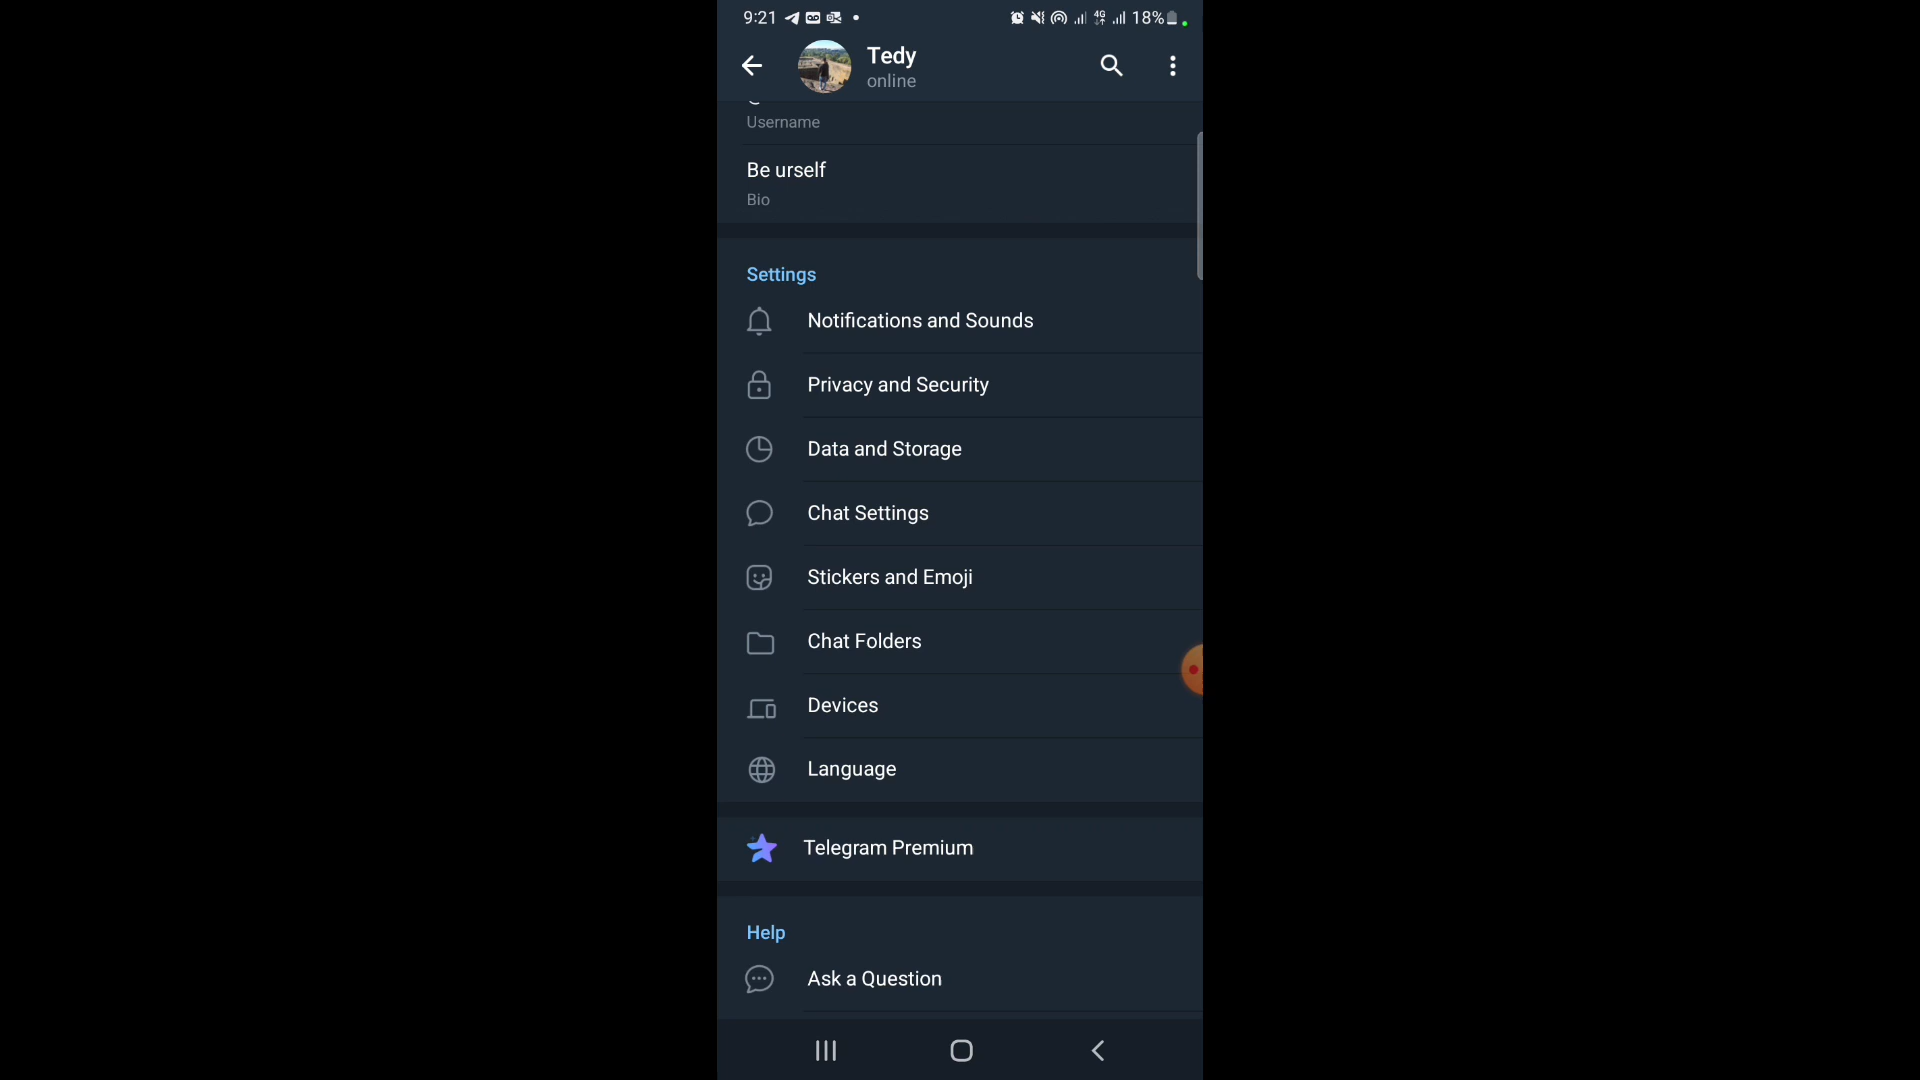 9:21 4G 18%
Tedy
online
Username
Be urself
Bio
Settings
Notifications and Sounds
Privacy and Security
Data and Storage
Chat Settings
Stickers and Emoji
Chat Folders
Devices
Language
Telegram Premium
Help
Ask a Question